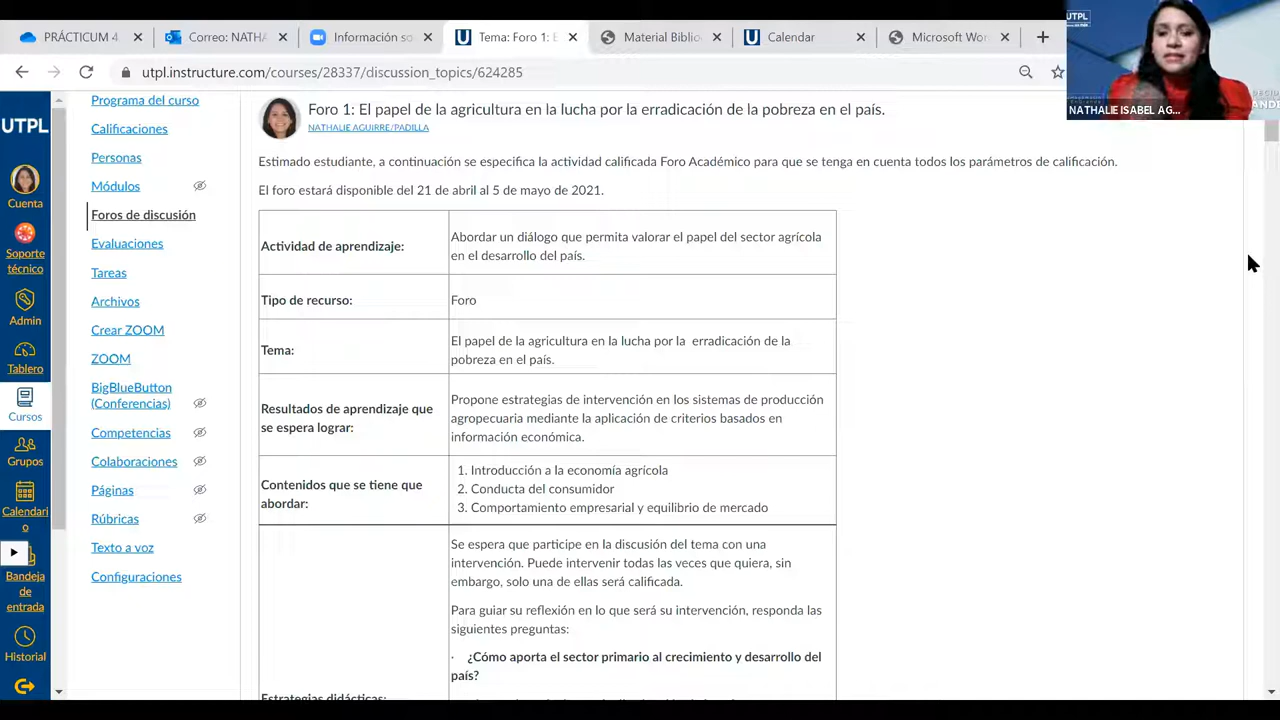 PRÁCTICUM 4
Correo: NATHA
Informacion so
Tema: Foro 1: E
Material Biblio
Calendar
Microsoft Wor
utpl.instructure.com/courses/28337/discussion_topics/624285
UTPL
NATHALIE ISABEL AG...
UTPL
Cuenta
Soporte
técnico
Admin
Tablero
Cursos
Grupos
Calendari
o
Bandeja
de
entrada
Historial
Programa del curso
Calificaciones
Personas
Módulos
Foros de discusión
Evaluaciones
Tareas
Archivos
Crear ZOOM
ZOOM
BigBlueButton
(Conferencias)
Competencias
Colaboraciones
Páginas
Rúbricas
Texto a voz
Configuraciones
Foro 1: El papel de la agricultura en la lucha por la erradicación de la pobreza en el país.
NATHALIE AGUIRRE/PADILLA
Estimado estudiante, a continuación se especifica la actividad calificada Foro Académico para que se tenga en cuenta todos los parámetros de calificación.
El foro estará disponible del 21 de abril al 5 de mayo de 2021.
Actividad de aprendizaje:
Abordar un diálogo que permita valorar el papel del sector agrícola
en el desarrollo del país.
Tipo de recurso:
Foro
Tema:
El papel de la agricultura en la lucha por la erradicación de la
pobreza en el país.
Resultados de aprendizaje que
se espera lograr:
Propone estrategias de intervención en los sistemas de producción
agropecuaria mediante la aplicación de criterios basados en
información económica.
Contenidos que se tiene que
abordar:
1. Introducción a la economía agrícola
2. Conducta del consumidor
3. Comportamiento empresarial y equilibrio de mercado
Se espera que participe en la discusión del tema con una
intervención. Puede intervenir todas las veces que quiera, sin
embargo, solo una de ellas será calificada.
Para guiar su reflexión en lo que será su intervención, responda las
siguientes preguntas:
· ¿Cómo aporta el sector primario al crecimiento y desarrollo del
país?
Estrategias didácticas: